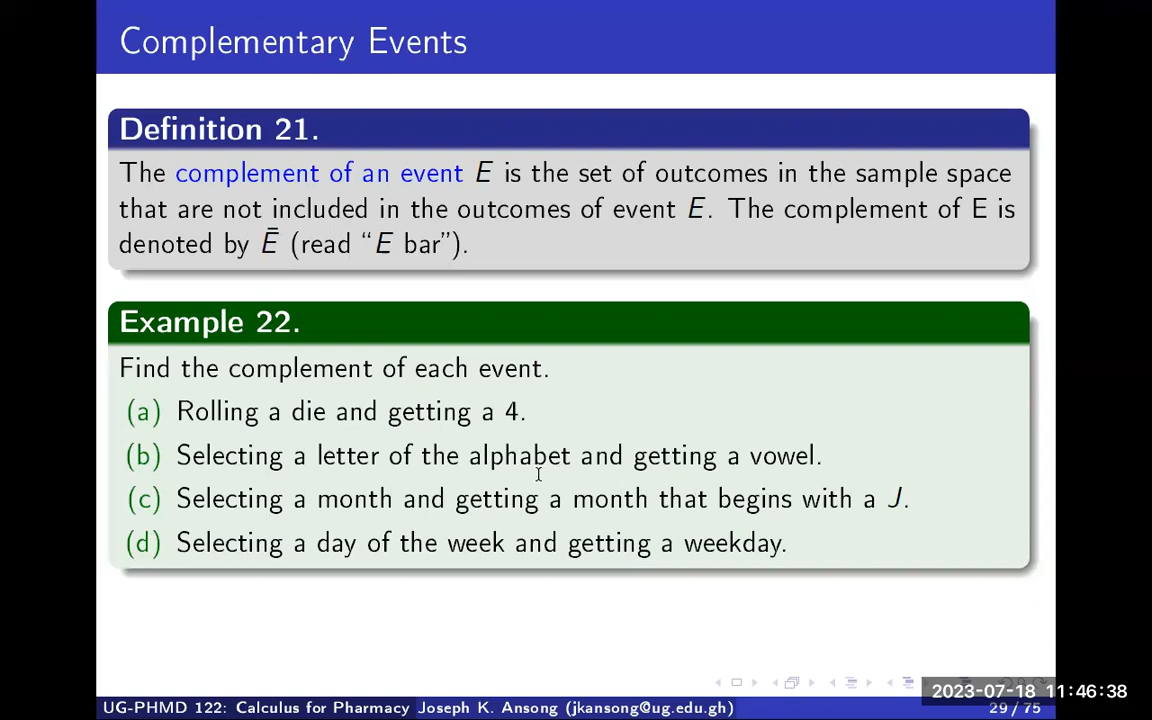 Complementary Events
Definition 21.
The complement of an event E is the set of outcomes in the sample space
that are not included in the outcomes of event E. The complement of E is
denoted by Ē (read “E bar”).
Example 22.
Find the complement of each event.
(a) Rolling a die and getting a 4.
(b) Selecting a letter of the alphabet and getting a vowel.
(c) Selecting a month and getting a month that begins with a J.
(d) Selecting a day of the week and getting a weekday.
2023-07-18 11:46:38
UG-PHMD 122: Calculus for Pharmacy Joseph K. Ansong (jkansong@ug.edu.gh) 29 / 75